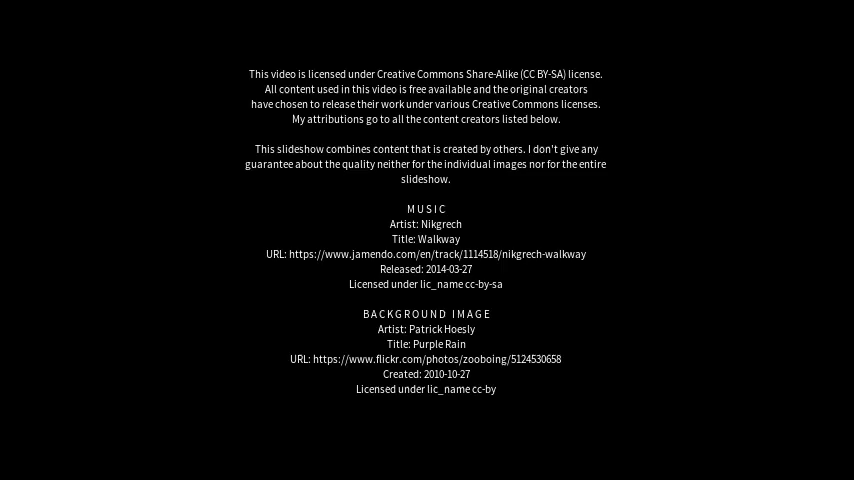 This video is licensed under Creative Commons Share-Alike (CC BY-SA) license.
All content used in this video is free available and the original creators
have chosen to release their work under various Creative Commons licenses.
My attributions go to all the content creators listed below.
This slideshow combines content that is created by others. I don't give any
guarantee about the quality neither for the individual images nor for the entire
slideshow.
MUSIC
Artist: Nikgrech
Title: Walkway
URL: https://www.jamendo.com/en/track/1114518/nikgrech-walkway
Released: 2014-03-27
Licensed under lic_name cc-by-sa
BACKGROUND IMAGE
Artist: Patrick Hoesly
Title: Purple Rain
URL: https://www.flickr.com/photos/zooboing/5124530658
Created: 2010-10-27
Licensed under lic_name cc-by